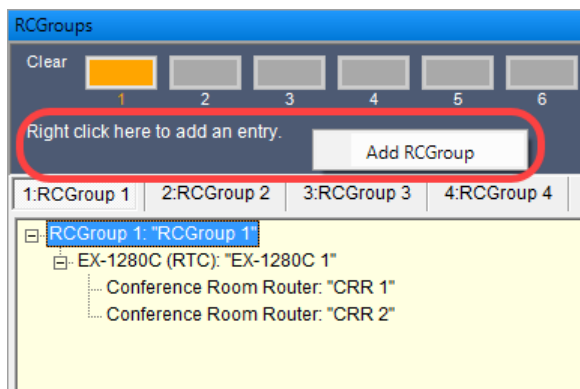 RCGroups
Clear
1 2 3 4 5 6
Right click here to add an entry.
Add RCGroup
1:RCGroup 1 2:RCGroup 2 3:RCGroup 3 4:RCGroup 4
RCGroup 1: "RCGroup 1"
EX-1280C (RTC): "EX-1280C 1"
Conference Room Router: "CRR 1"
Conference Room Router: "CRR 2"